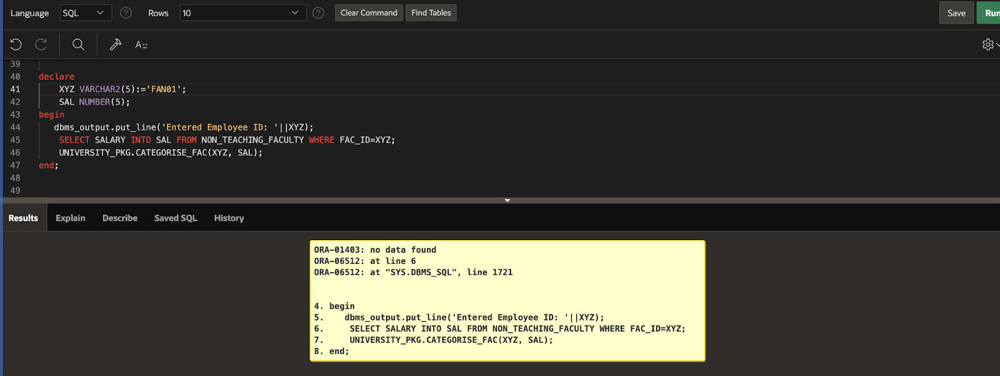 Language SQL ? Rows 10 ? Clear Command Find Tables Save Run
A::
39
40 declare
41 XYZ VARCHAR2(5):='FAN01';
42 SAL NUMBER(5);
43 begin
44 dbms_output.put_line('Entered Employee ID: '||XYZ);
45 SELECT SALARY INTO SAL FROM NON_TEACHING_FACULTY WHERE FAC_ID=XYZ;
46 UNIVERSITY_PKG.CATEGORISE_FAC(XYZ, SAL);
47 end;
48
49
Results Explain Describe Saved SQL History
ORA-01403: no data found
ORA-06512: at line 6
ORA-06512: at "SYS.DBMS_SQL", line 1721
4. begin
5. dbms_output.put_line('Entered Employee ID: '||XYZ);
6. SELECT SALARY INTO SAL FROM NON_TEACHING_FACULTY WHERE FAC_ID=XYZ;
7. UNIVERSITY_PKG.CATEGORISE_FAC(XYZ, SAL);
8. end;